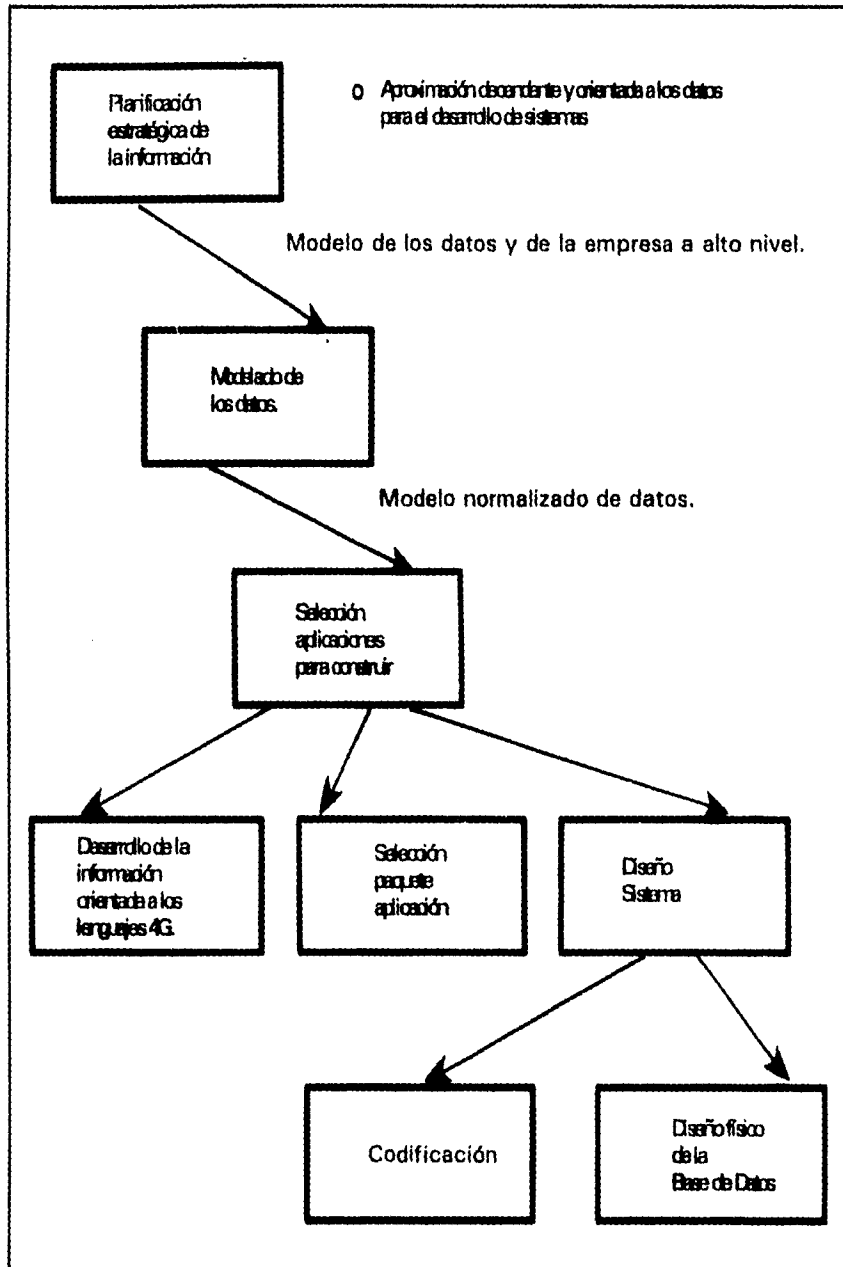 Planificación
estratégica de
la información
o Aproximación descendente y orientada a los datos
para el desarrollo de sistemas
Modelo de los datos y de la empresa a alto nivel.
Modelado de
los datos.
Modelo normalizado de datos.
Selección
aplicaciones
para construir
Desarrollo de la
información
orientada a los
lenguajes 4G.
Selección
paquete
aplicación
Diseño
Sistema
Codificación
Diseño físico
de la
Base de Datos